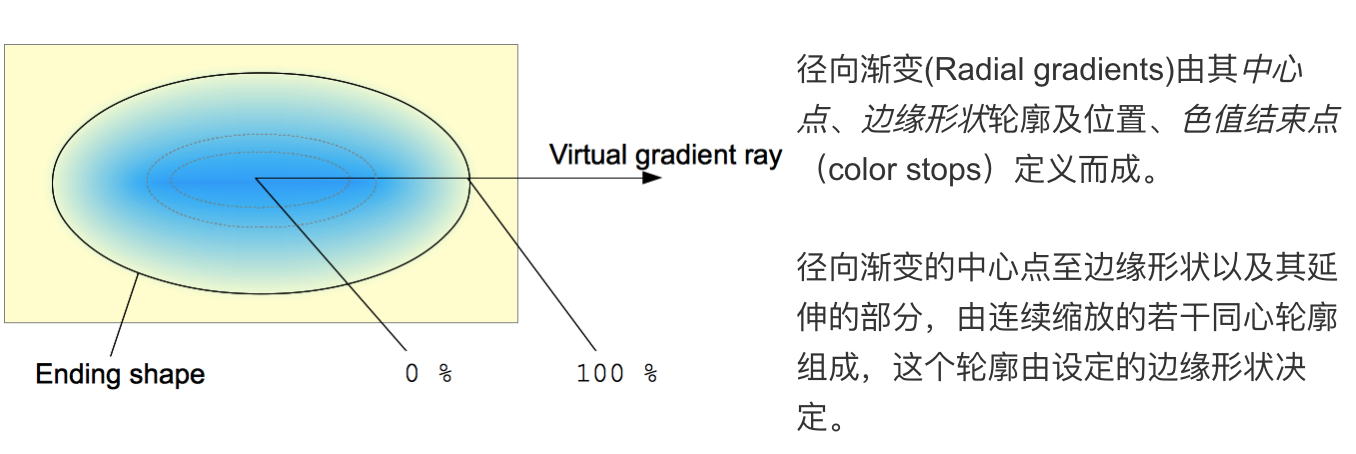 Virtual gradient ray
Ending shape
0 %
100 %
径向渐变(Radial gradients)由其中心
点、边缘形状轮廓及位置、色值结束点
（color stops）定义而成。
径向渐变的中心点至边缘形状以及其延
伸的部分，由连续缩放的若干同心轮廓
组成，这个轮廓由设定的边缘形状决
定。